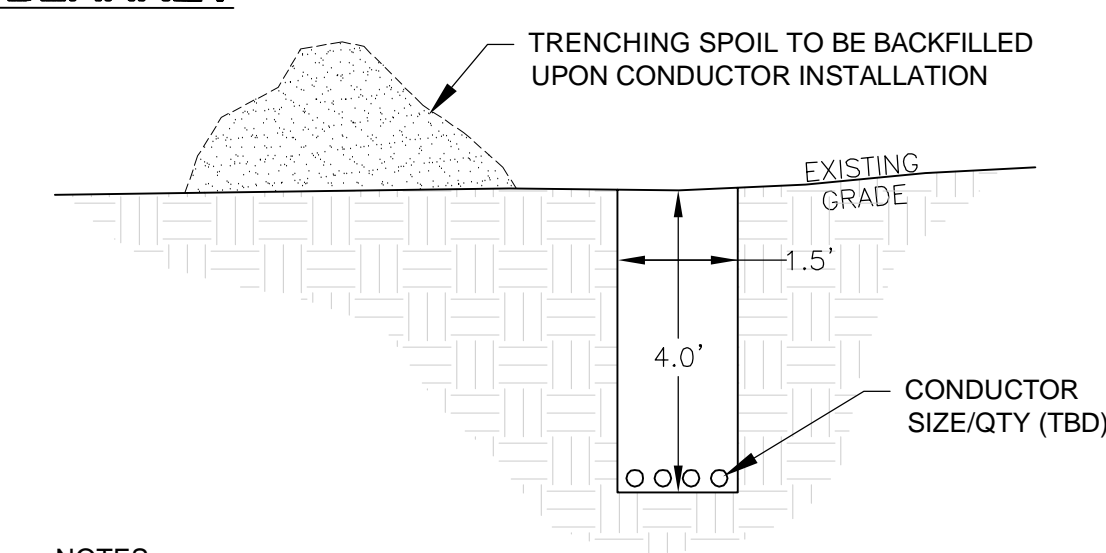 TRENCHING SPOIL TO BE BACKFILLED
UPON CONDUCTOR INSTALLATION
EXISTING
GRADE
1.5'
4.0'
CONDUCTOR
SIZE/QTY (TBD)
NOTES